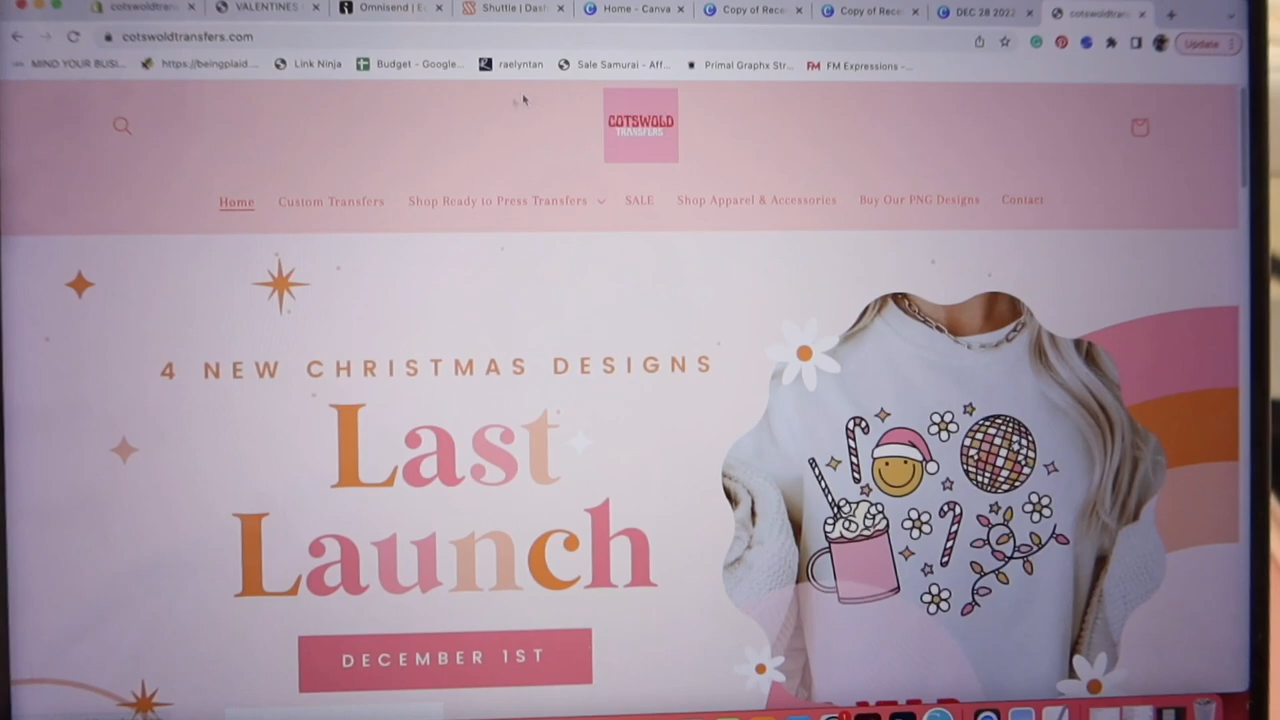 cotswoldtrans
VALENTINES
Omnisend | E
Shuttle | Dash
Home - Canva
Copy of Rece
Copy of Rece
DEC 28 2022
cotswoldtrans
cotswoldtransfers.com
Update
MIND YOUR BUSI...
https://beingplaid....
Link Ninja
Budget - Google...
raelyntan
Sale Samurai - Aff...
Primal Graphx Str...
FM Expressions -...
COTSWOLD
TRANSFERS
Home
Custom Transfers
Shop Ready to Press Transfers
SALE
Shop Apparel & Accessories
Buy Our PNG Designs
Contact
4 NEW CHRISTMAS DESIGNS
Last
Launch
DECEMBER 1ST